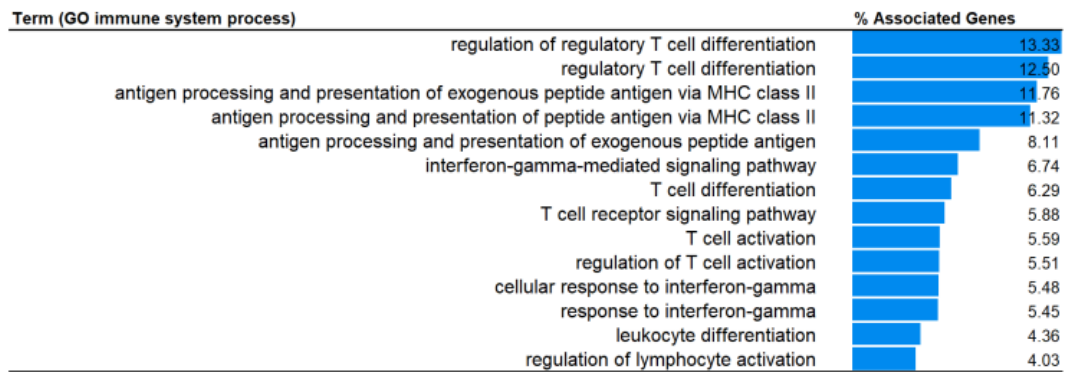 Term (GO immune system process) % Associated Genes
regulation of regulatory T cell differentiation 13.33
regulatory T cell differentiation 12.50
antigen processing and presentation of exogenous peptide antigen via MHC class II 11.76
antigen processing and presentation of peptide antigen via MHC class II 11.32
antigen processing and presentation of exogenous peptide antigen 8.11
interferon-gamma-mediated signaling pathway 6.74
T cell differentiation 6.29
T cell receptor signaling pathway 5.88
T cell activation 5.59
regulation of T cell activation 5.51
cellular response to interferon-gamma 5.48
response to interferon-gamma 5.45
leukocyte differentiation 4.36
regulation of lymphocyte activation 4.03